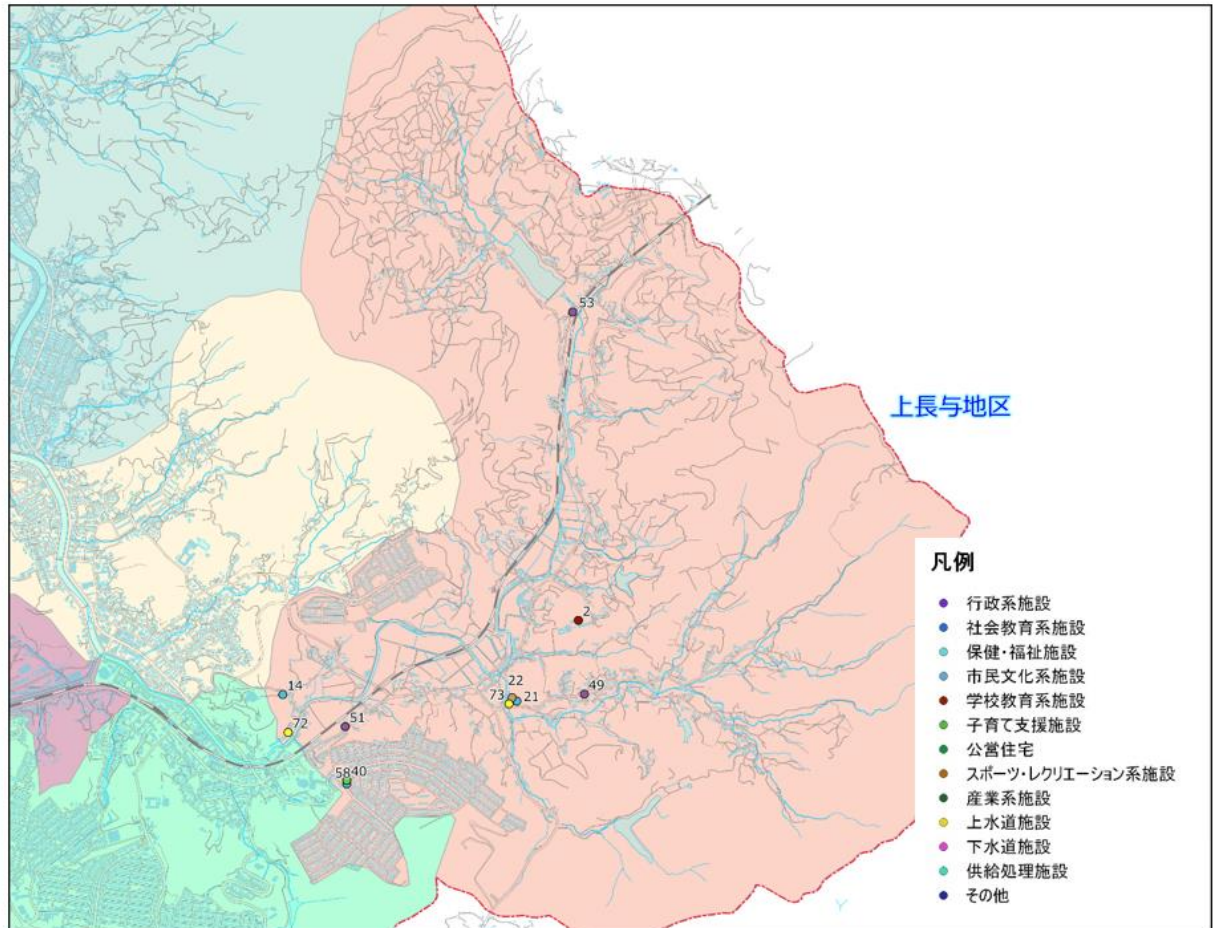 53
上長与地区
凡例
行政系施設
社会教育系施設
保健・福祉施設
市民文化系施設
学校教育系施設
子育て支援施設
公営住宅
スポーツ・レクリエーション系施設
産業系施設
上水道施設
下水道施設
供給処理施設
その他
2
14
22
73
21
49
72
51
58
40